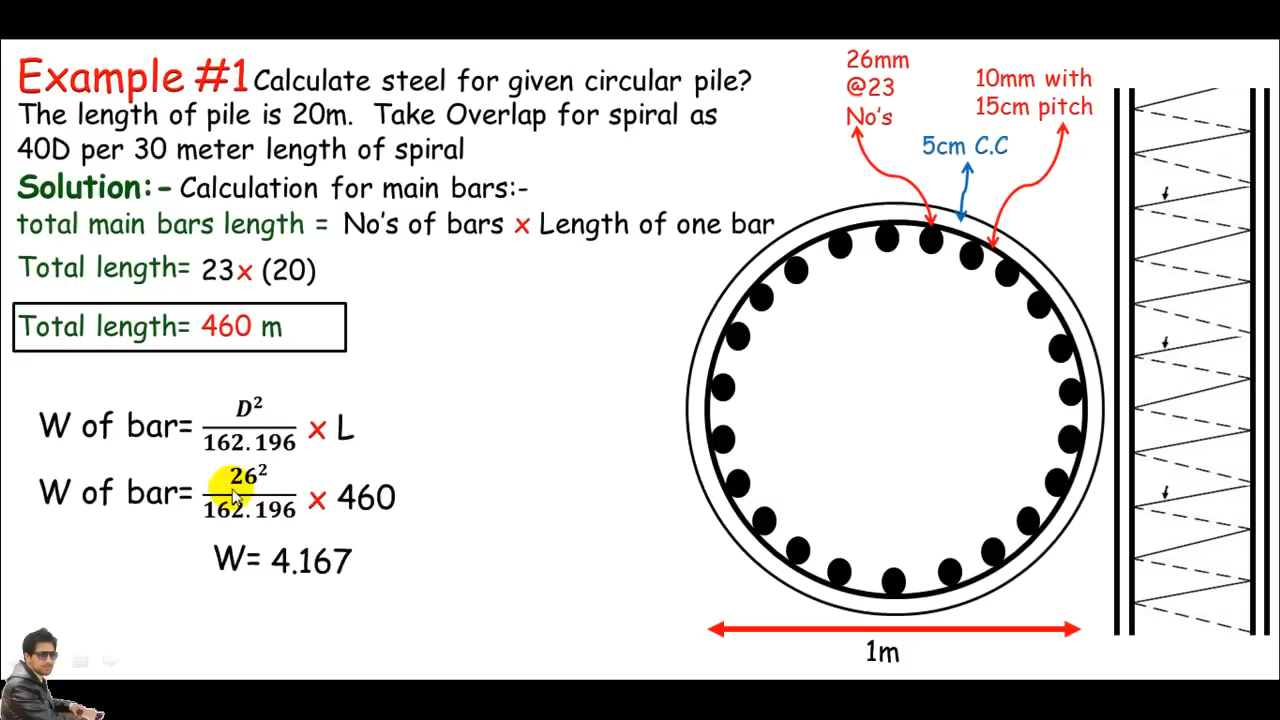 Example #1 Calculate steel for given circular pile?
The length of pile is 20m. Take Overlap for spiral as
40D per 30 meter length of spiral
Solution:- Calculation for main bars:-
total main bars length = No's of bars x Length of one bar
Total length= 23x (20)
Total length= 460 m
W of bar= D²/162.196 x L
W of bar= 26²/162.196 x 460
W= 4.167
26mm
@23
No's
5cm C.C
10mm with
15cm pitch
1m